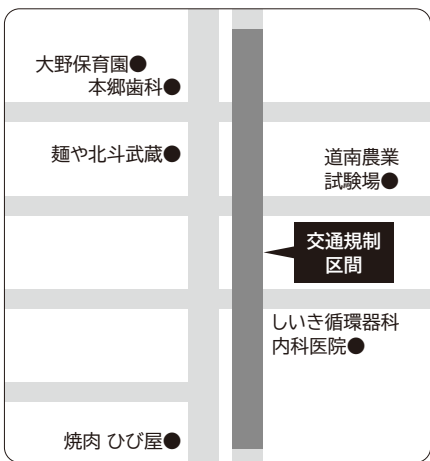 大野保育園●
本郷歯科●
麺や北斗武蔵●
道南農業
試験場●
交通規制
区間
しいき循環器科
内科医院●
焼肉 ひび屋●